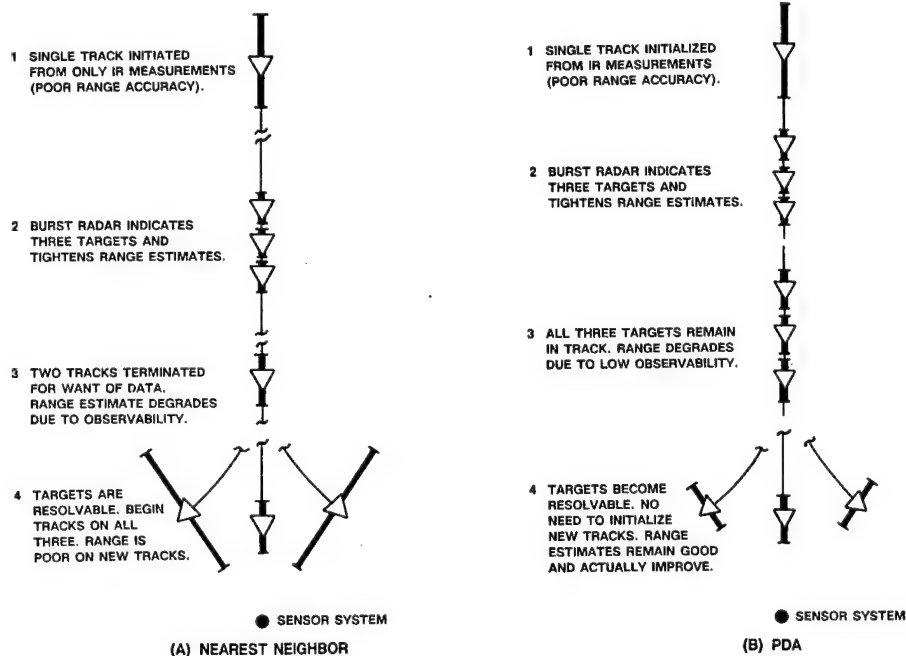 1 SINGLE TRACK INITIATED
FROM ONLY IR MEASUREMENTS
(POOR RANGE ACCURACY).
2 BURST RADAR INDICATES
THREE TARGETS AND
TIGHTENS RANGE ESTIMATES.
3 TWO TRACKS TERMINATED
FOR WANT OF DATA.
RANGE ESTIMATE DEGRADES
DUE TO OBSERVABILITY.
4 TARGETS ARE
RESOLVABLE. BEGIN
TRACKS ON ALL
THREE. RANGE IS
POOR ON NEW TRACKS.
SENSOR SYSTEM
(A) NEAREST NEIGHBOR
1 SINGLE TRACK INITIALIZED
FROM IR MEASUREMENTS
(POOR RANGE ACCURACY).
2 BURST RADAR INDICATES
THREE TARGETS AND
TIGHTENS RANGE ESTIMATES.
3 ALL THREE TARGETS REMAIN
IN TRACK. RANGE DEGRADES
DUE TO LOW OBSERVABILITY.
4 TARGETS BECOME
RESOLVABLE. NO
NEED TO INITIALIZE
NEW TRACKS. RANGE
ESTIMATES REMAIN GOOD
AND ACTUALLY IMPROVE.
SENSOR SYSTEM
(B) PDA